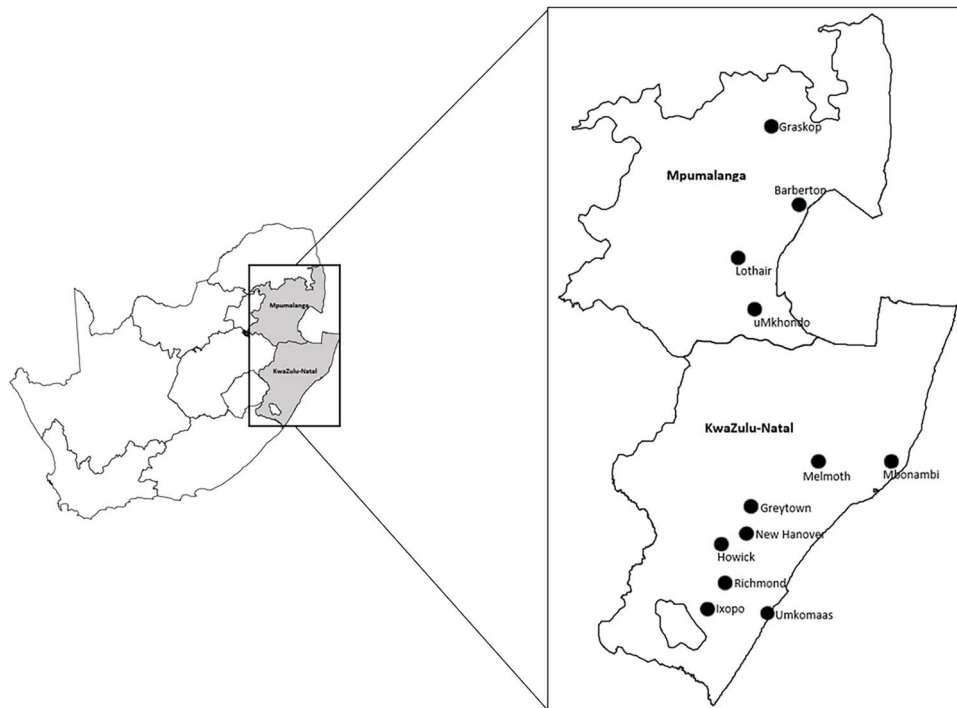 Mpumalanga
KwaZulu-Natal
Graskop
Mpumalanga
Barberton
Lothair
uMkhondo
KwaZulu-Natal
Melmoth
Mbonambi
Greytown
New Hanover
Howick
Richmond
Ixopo
Umkomaas